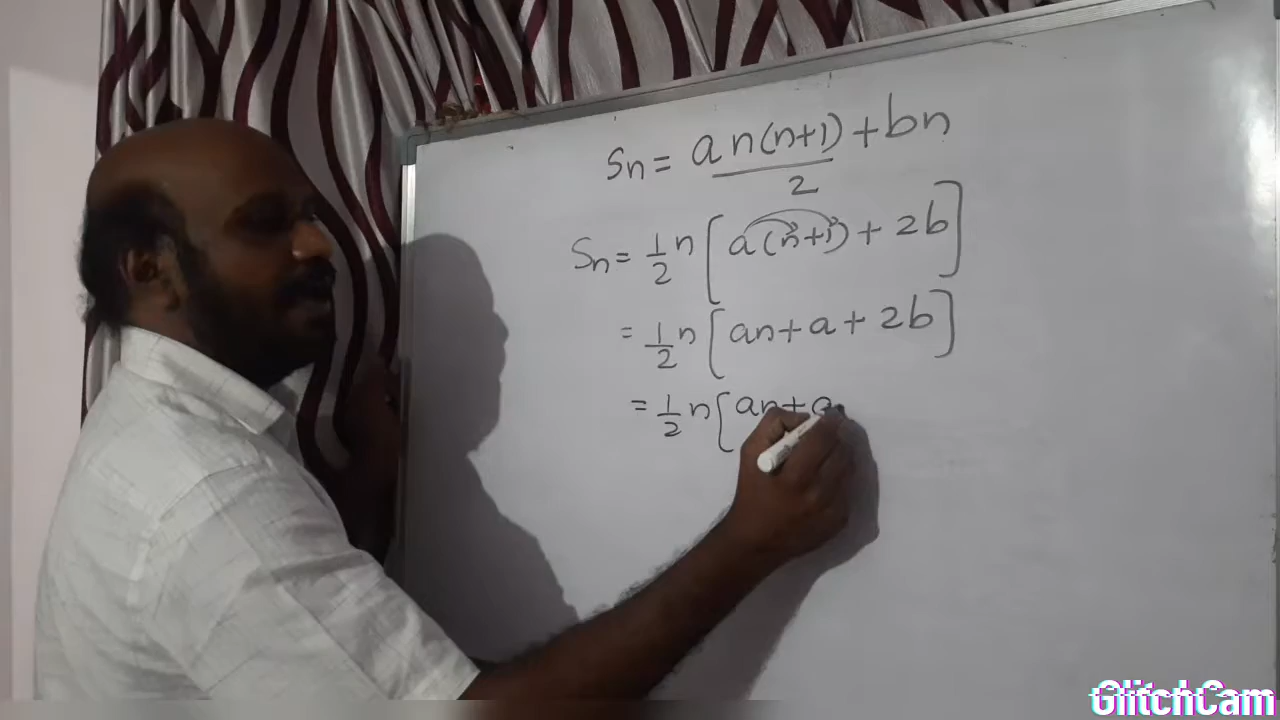 Sn = an(n+1)/2 + bn
Sn = 1/2 n [a(n+1) + 2b]
= 1/2 n [an + a + 2b]
= 1/2 n [an + a
GlitchCam